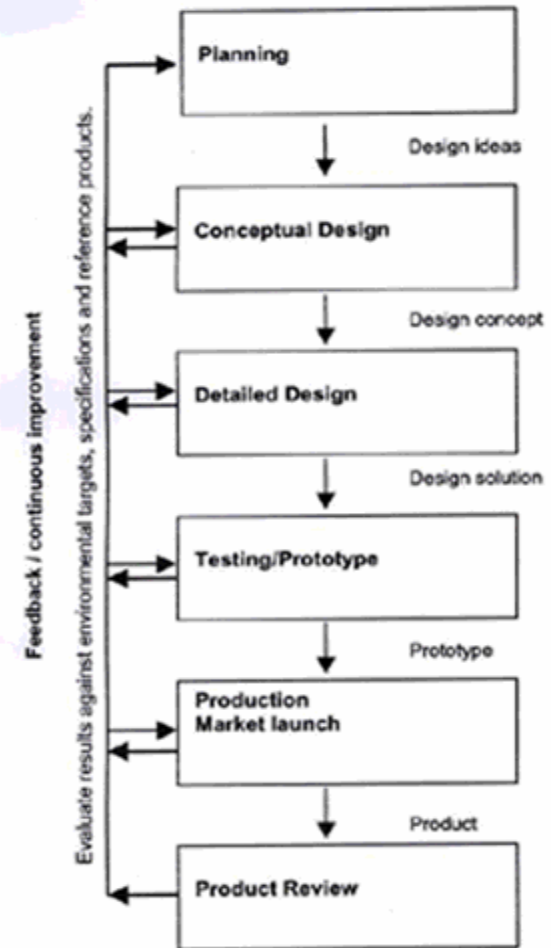 Planning
Design ideas
Conceptual Design
Design concept
Detailed Design
Design solution
Testing/Prototype
Prototype
Production
Market launch
Product
Product Review
Feedback / continuous improvement
Evaluate results against environmental targets, specifications and reference products.